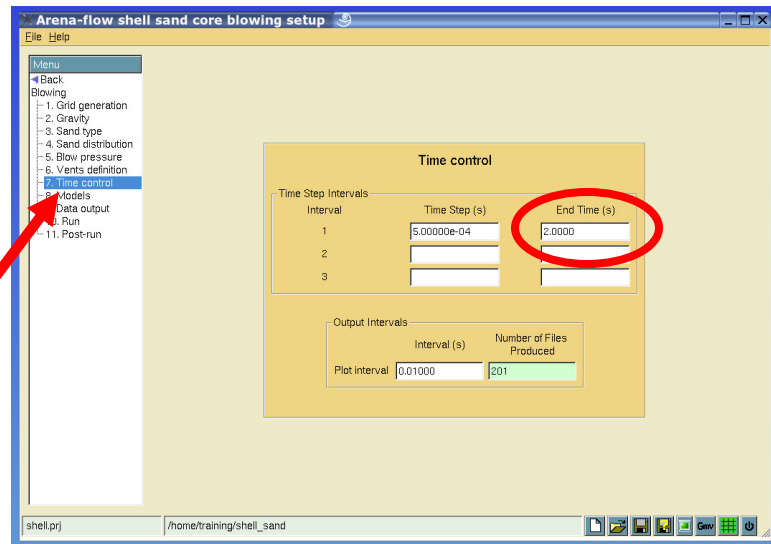 Arena-flow shell sand core blowing setup
File Help
Menu
Back
Blowing
1. Grid generation
2. Gravity
3. Sand type
4. Sand distribution
5. Blow pressure
6. Vents definition
7. Time control
8. Models
Data output
0. Run
11. Post-run
Time control
Time Step Intervals
Interval Time Step (s) End Time (s)
1 5.00000e-04 2.0000
2
3
Output Intervals
Interval (s) Number of Files
Produced
Plot interval 0.01000 201
shell.prj /home/training/shell_sand Gmv